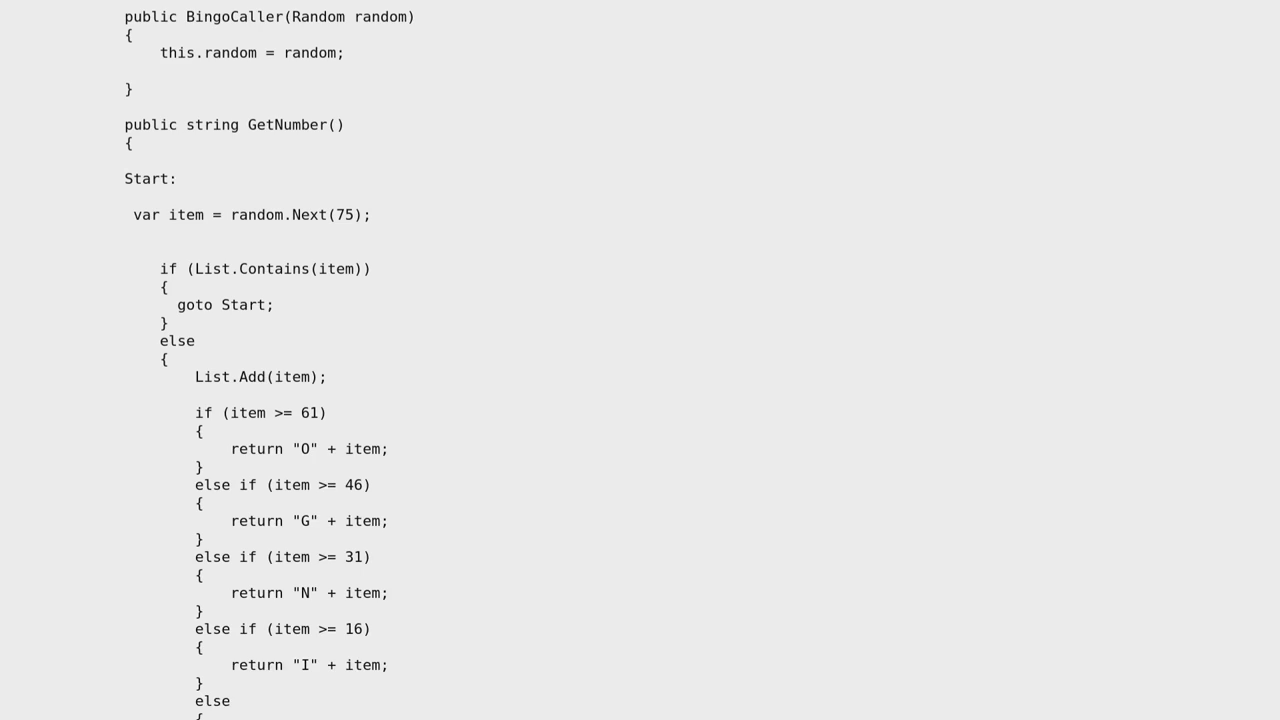 public BingoCaller(Random random)
{
    this.random = random;

}

public string GetNumber()
{

Start:

 var item = random.Next(75);


    if (List.Contains(item))
    {
      goto Start;
    }
    else
    {
        List.Add(item);

        if (item >= 61)
        {
            return "O" + item;
        }
        else if (item >= 46)
        {
            return "G" + item;
        }
        else if (item >= 31)
        {
            return "N" + item;
        }
        else if (item >= 16)
        {
            return "I" + item;
        }
        else
        {